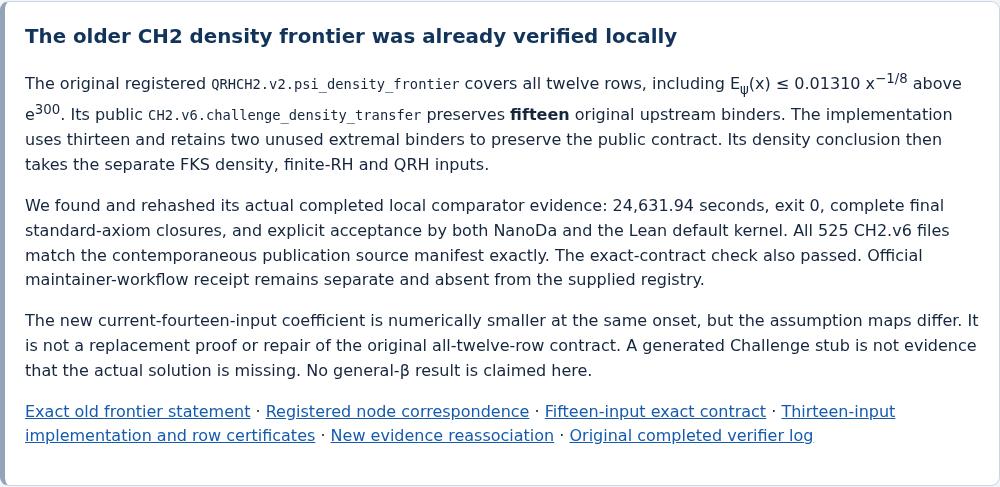 The older CH2 density frontier was already verified locally
The original registered QRHCH2.v2.psi_density_frontier covers all twelve rows, including Eψ(x) ≤ 0.01310 x−1/8 above
e300. Its public CH2.v6.challenge_density_transfer preserves fifteen original upstream binders. The implementation
uses thirteen and retains two unused extremal binders to preserve the public contract. Its density conclusion then
takes the separate FKS density, finite-RH and QRH inputs.
We found and rehashed its actual completed local comparator evidence: 24,631.94 seconds, exit 0, complete final
standard-axiom closures, and explicit acceptance by both NanoDa and the Lean default kernel. All 525 CH2.v6 files
match the contemporaneous publication source manifest exactly. The exact-contract check also passed. Official
maintainer-workflow receipt remains separate and absent from the supplied registry.
The new current-fourteen-input coefficient is numerically smaller at the same onset, but the assumption maps differ. It
is not a replacement proof or repair of the original all-twelve-row contract. A generated Challenge stub is not evidence
that the actual solution is missing. No general-β result is claimed here.
Exact old frontier statement · Registered node correspondence · Fifteen-input exact contract · Thirteen-input
implementation and row certificates · New evidence reassociation · Original completed verifier log